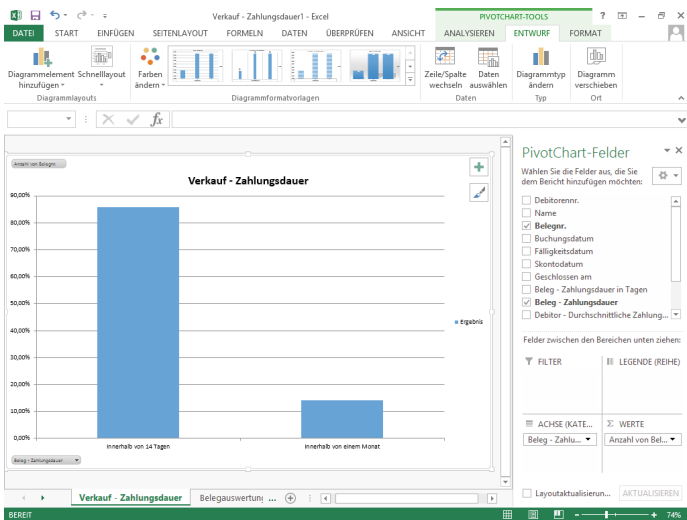 Verkauf - Zahlungsdauer1 - Excel
PIVOTCHART-TOOLS
?
DATEI START EINFÜGEN SEITENLAYOUT FORMELN DATEN ÜBERPRÜFEN ANSICHT ANALYSIEREN ENTWURF FORMAT
Diagrammelement hinzufügen
Schnelllayout
Farben ändern
Zeile/Spalte wechseln
Daten auswählen
Diagrammtyp ändern
Diagramm verschieben
Diagrammlayouts Diagrammformatvorlagen Daten Typ Ort
fx
Anzahl von Belegnr.
Verkauf - Zahlungsdauer
90,00%
80,00%
70,00%
60,00%
50,00%
40,00%
30,00%
20,00%
10,00%
0,00%
Innerhalb von 14 Tagen
Innerhalb von einem Monat
Ergebnis
Beleg - Zahlungsdauer
PivotChart-Felder
Wählen Sie die Felder aus, die Sie
dem Bericht hinzufügen möchten:
Debitorennr.
Name
Belegnr.
Buchungsdatum
Fälligkeitsdatum
Skontodatum
Geschlossen am
Beleg - Zahlungsdauer in Tagen
Beleg - Zahlungsdauer
Debitor - Durchschnittliche Zahlung...
Felder zwischen den Bereichen unten ziehen:
FILTER
LEGENDE (REIHE)
ACHSE (KATE...
Σ WERTE
Beleg - Zahlu...
Anzahl von Bel...
Layoutaktualisierun...
AKTUALISIEREN
Verkauf - Zahlungsdauer
Belegauswertung ...
BEREIT
74%